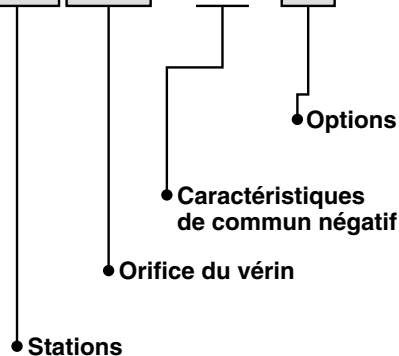 Options
Caractéristiques
de commun négatif
Orifice du vérin
Stations